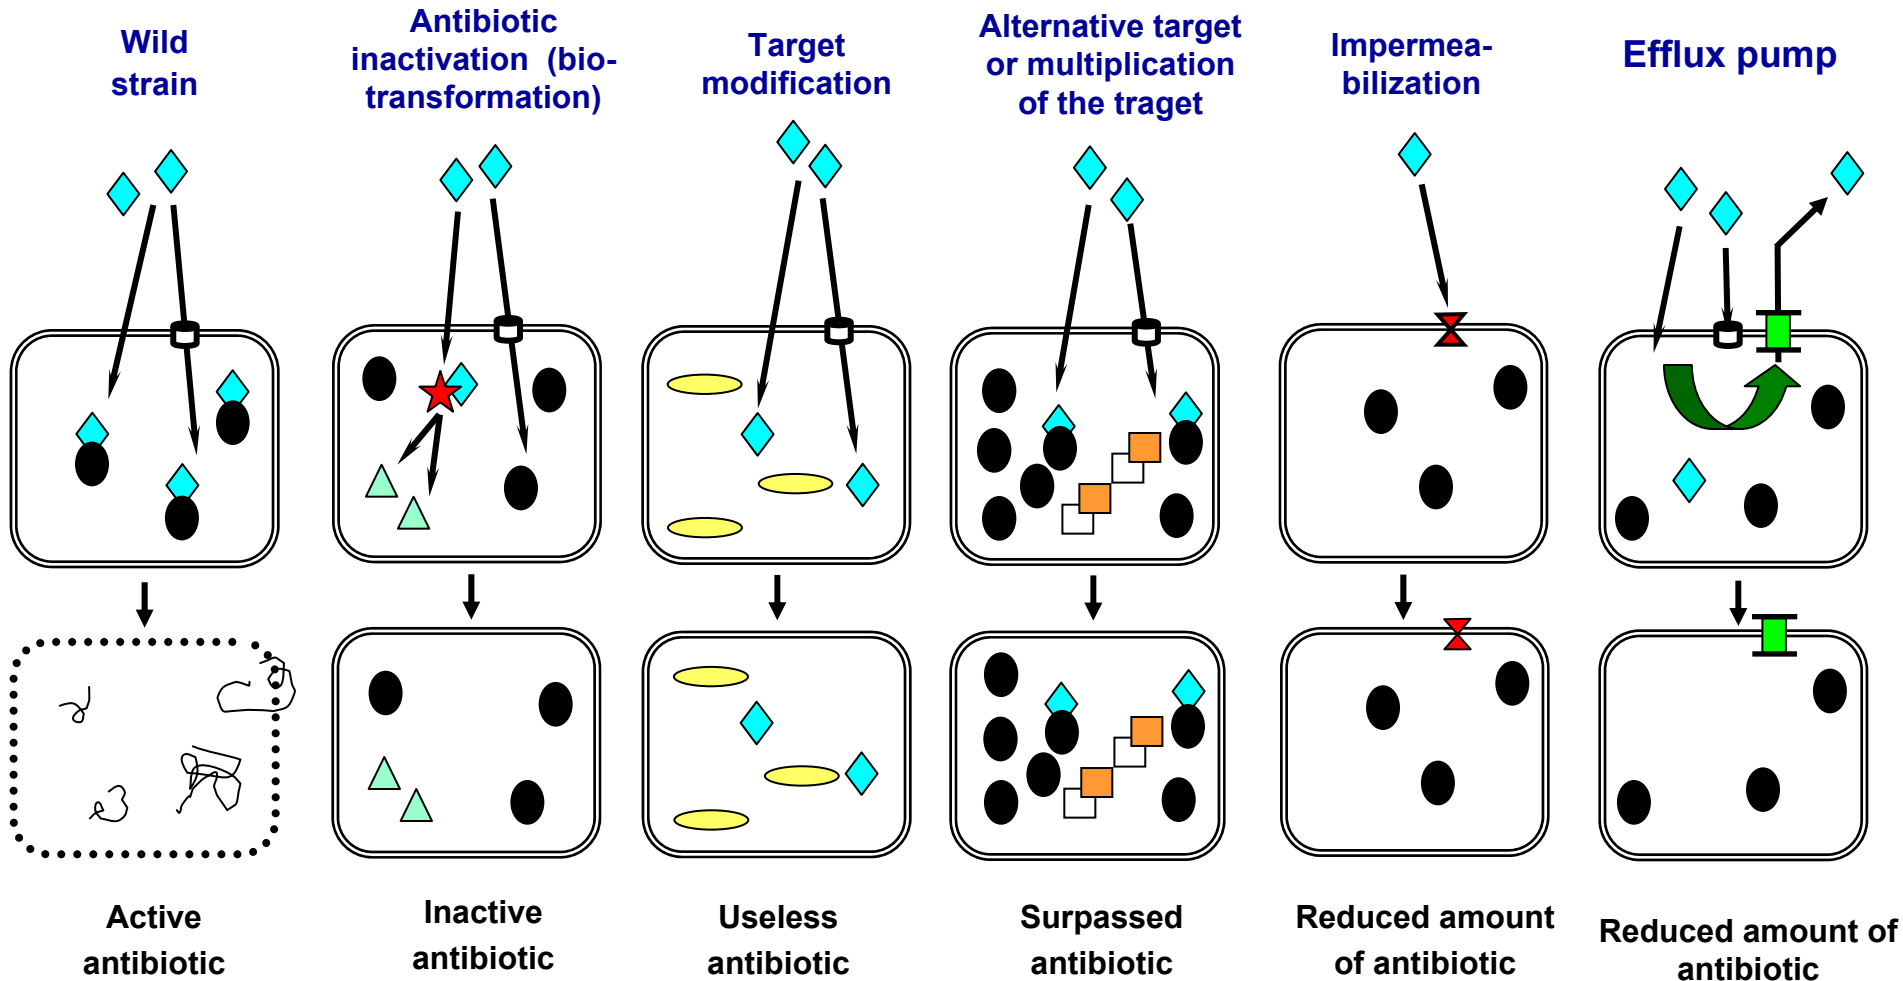 Wild
strain
Antibiotic
inactivation (bio-
transformation)
Target
modification
Alternative target
or multiplication
of the traget
Impermea-
bilization
Efflux pump
Active
antibiotic
Inactive
antibiotic
Useless
antibiotic
Surpassed
antibiotic
Reduced amount
of antibiotic
Reduced amount of
antibiotic